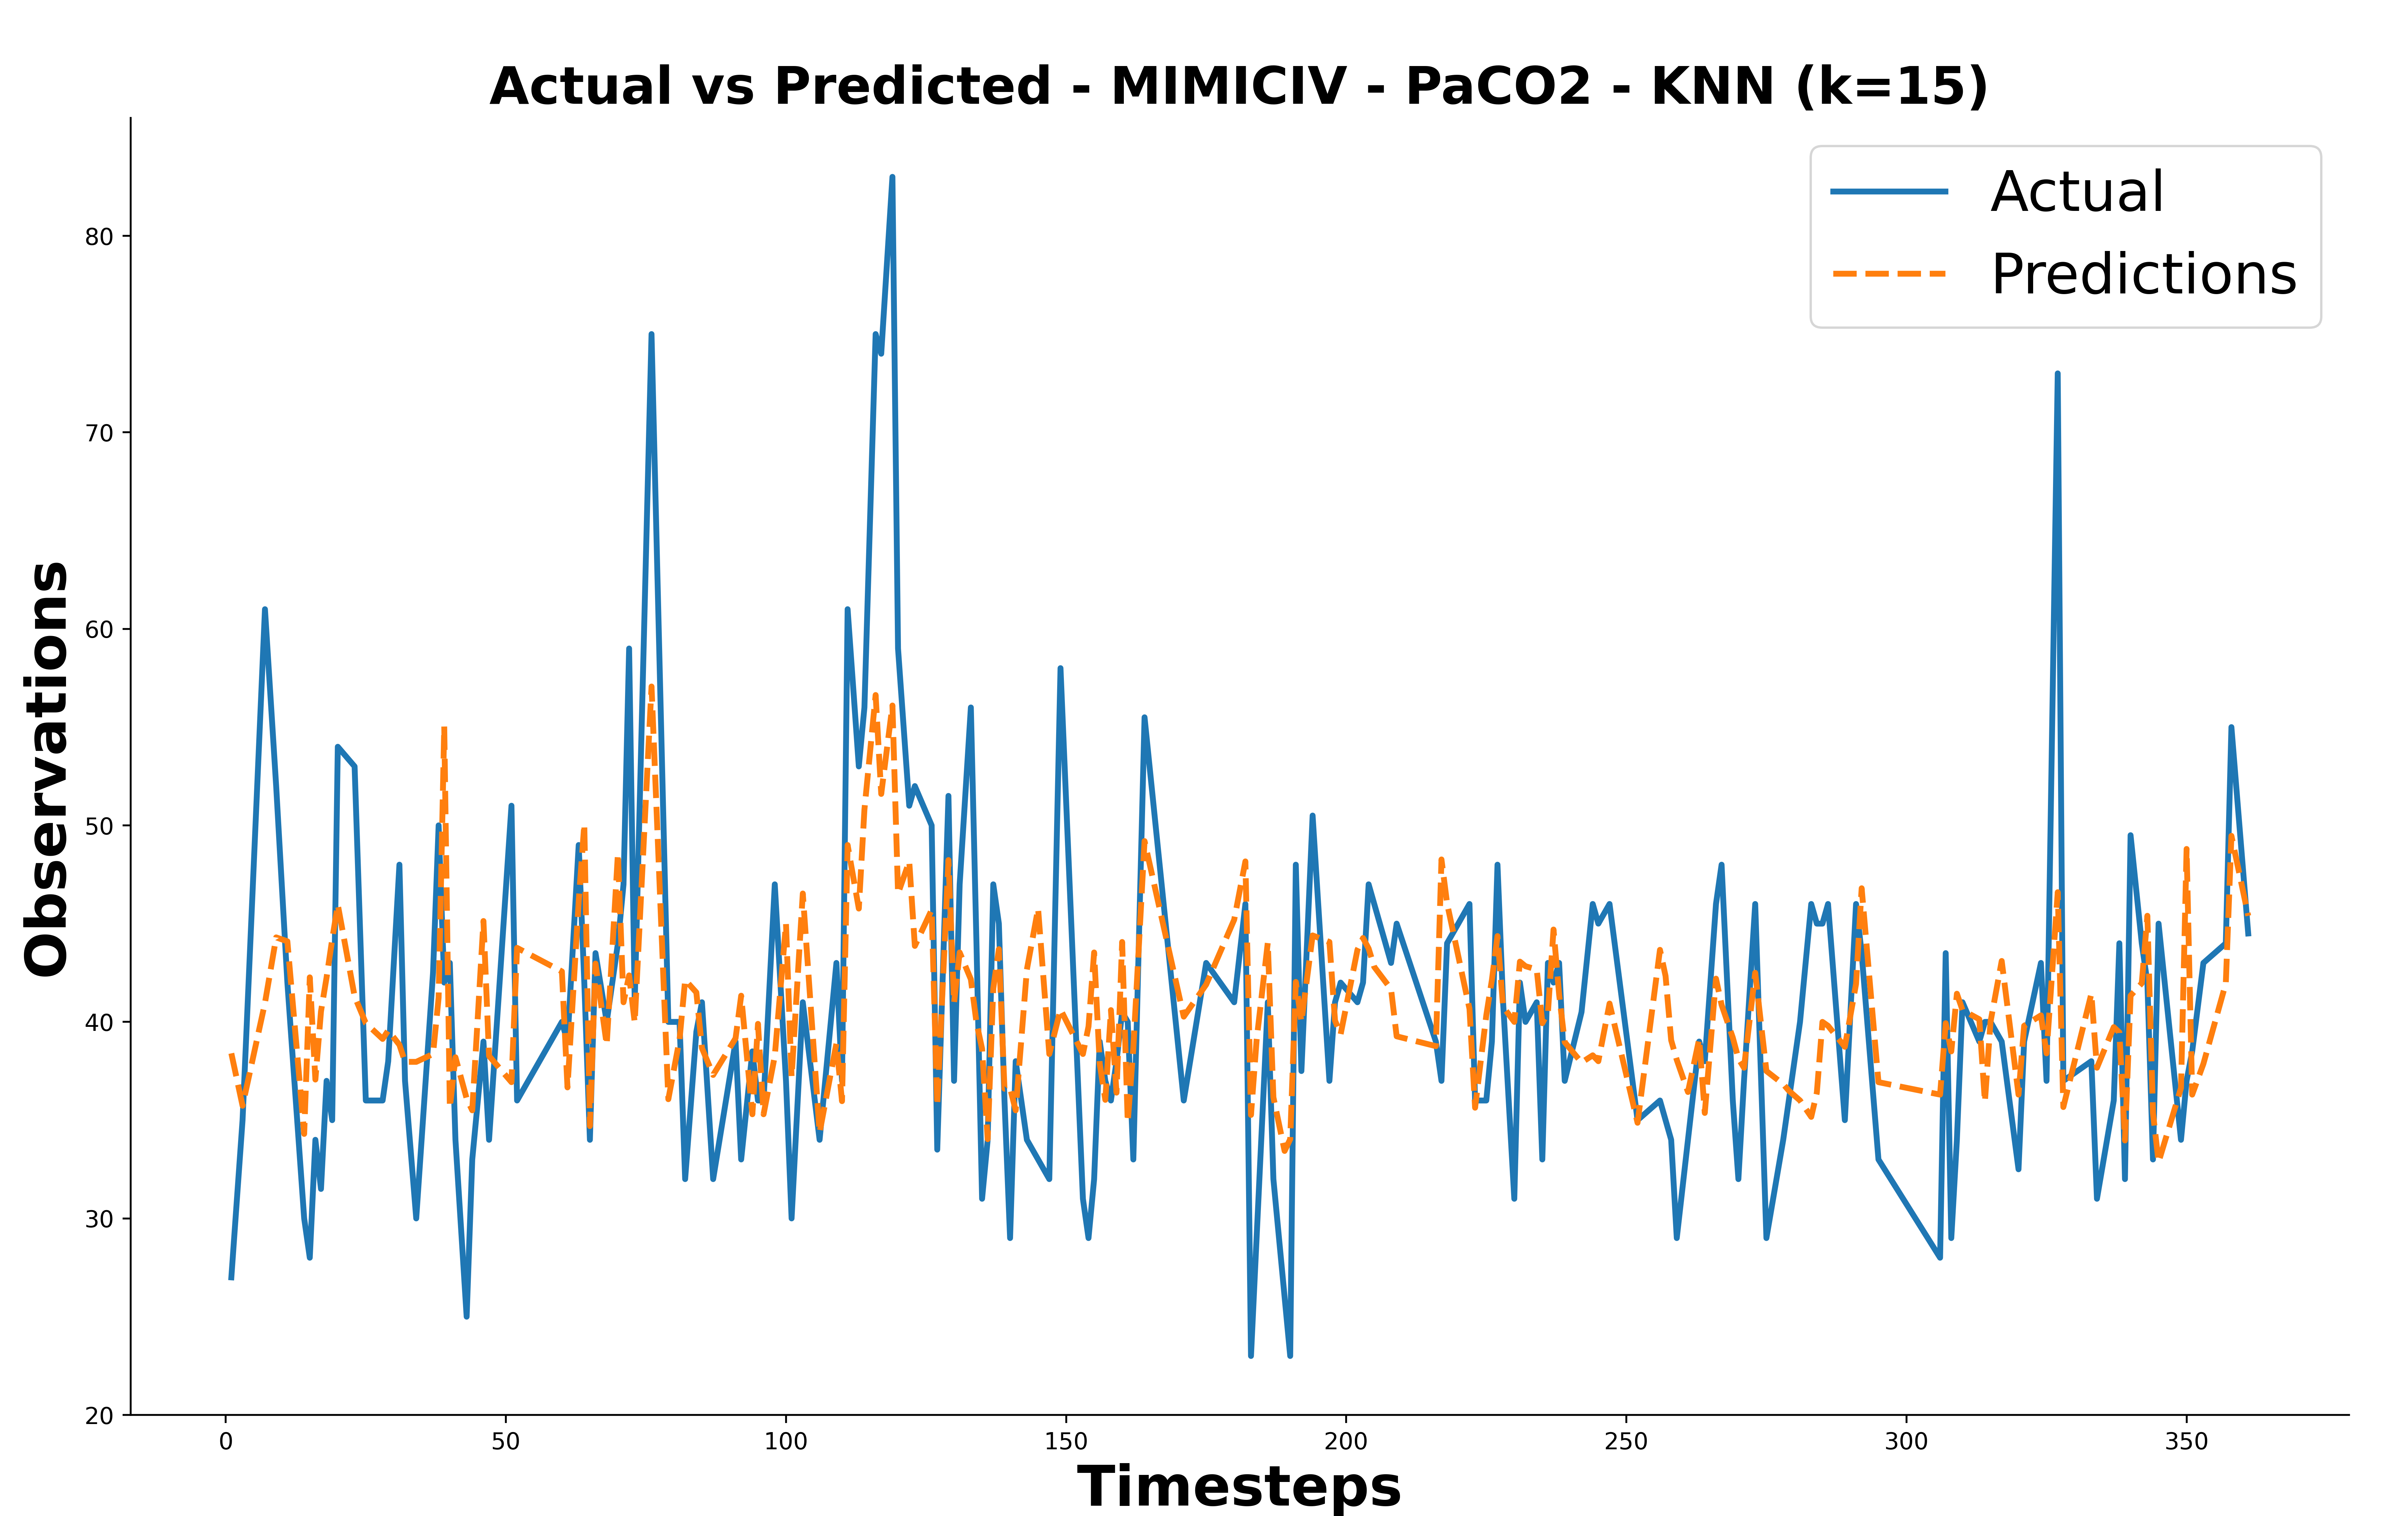 Actual vs Predicted - MIMICIV - PaCO2 - KNN (k=15)
Actual
Predictions
Observations
80
70
60
50
40
30
20
0 50 100 150 200 250 300 350
Timesteps